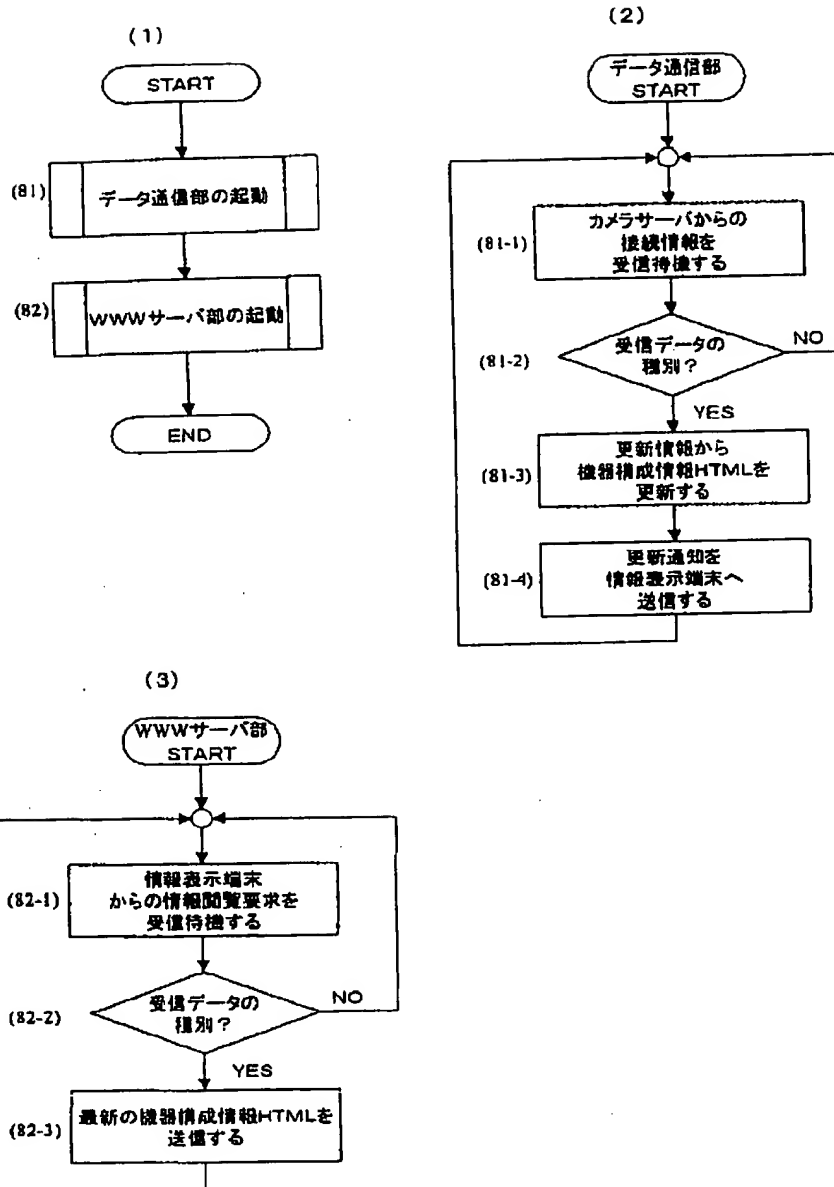 (1)
START
(81)
データ通信部の起動
(82)
WWWサーバ部の起動
END
(2)
データ通信部
START
(81-1)
カメラサーバからの
接続情報を
受信待機する
(81-2)
受信データの
種別?
NO
YES
(81-3)
更新情報から
機器構成情報HTMLを
更新する
(81-4)
更新通知を
情報表示端末へ
送信する
(3)
WWWサーバ部
START
(82-1)
情報表示端末
からの情報閲覧要求を
受信待機する
(82-2)
受信データの
種別?
NO
YES
(82-3)
最新の機器構成情報HTMLを
送信する